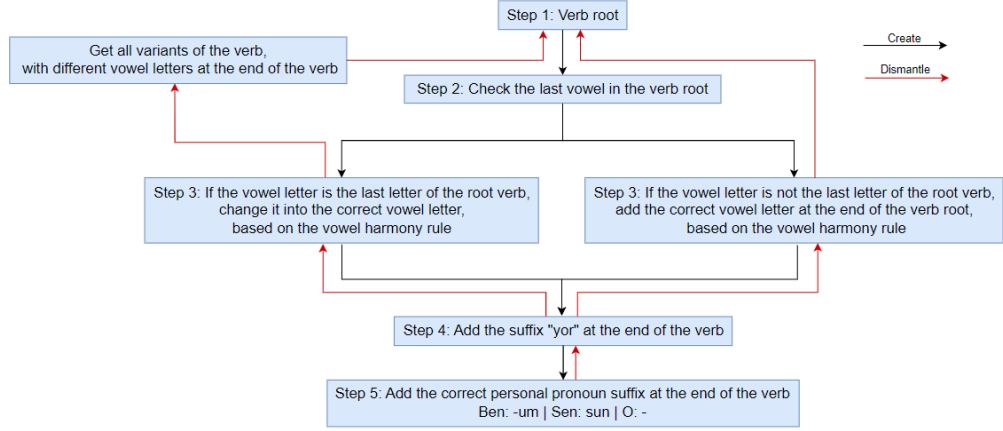 Step 1: Verb root
Create
Get all variants of the verb,
with different vowel letters at the end of the verb
Dismantle
Step 2: Check the last vowel in the verb root
Step 3: If the vowel letter is the last letter of the root verb,
change it into the correct vowel letter,
based on the vowel harmony rule
Step 3: If the vowel letter is not the last letter of the root verb,
add the correct vowel letter at the end of the verb root,
based on the vowel harmony rule
Step 4: Add the suffix "yor" at the end of the verb
Step 5: Add the correct personal pronoun suffix at the end of the verb
Ben: -um | Sen: sun | O: -